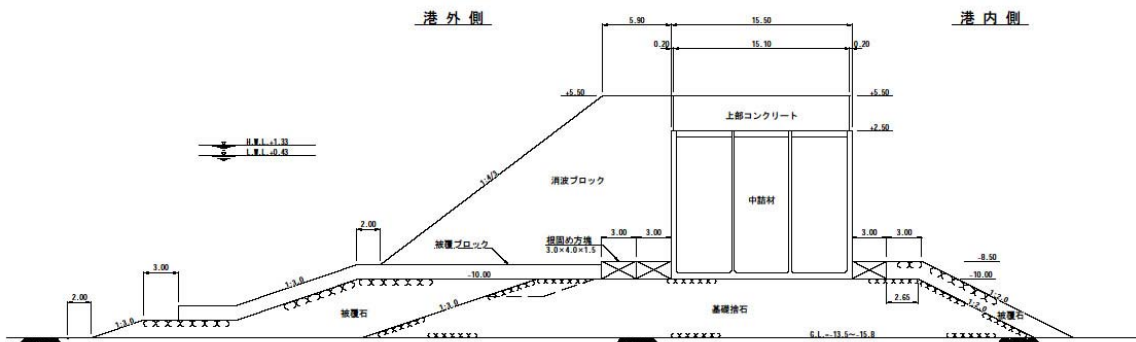 港外側
港内側
5.90
15.50
0.20
15.10
0.20
+5.50
+5.50
上部コンクリート
+2.50
H.W.L.+1.33
L.W.L.+0.43
1:4/3
消波ブロック
中詰材
2.00
被覆ブロック
根固め方塊
3.0×4.0×1.5
3.00
3.00
3.00
3.00
-8.50
3.00
1:3.0
-10.00
-10.00
2.00
1:3.0
被覆石
1:3.0
基礎捨石
2.65
1:2.0
1:2.0
被覆石
G.L.=-13.5~-15.8